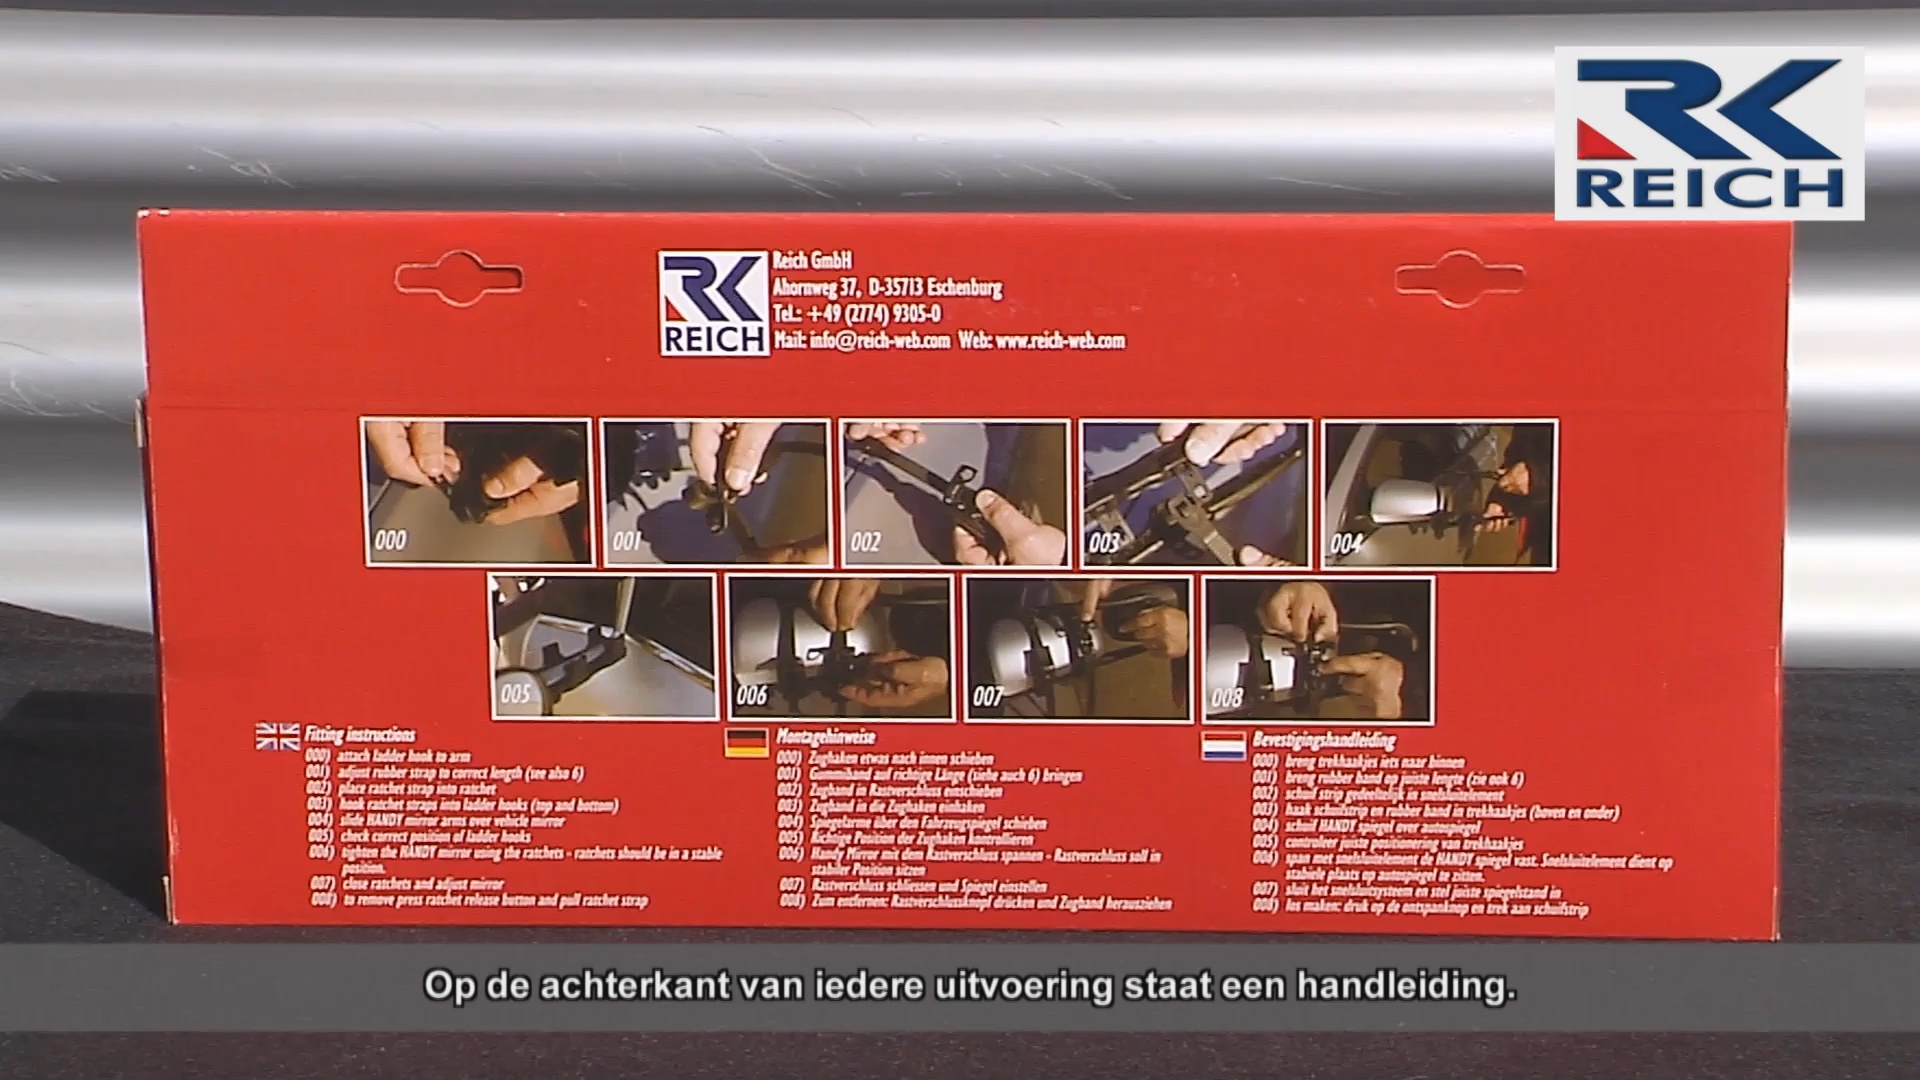 RK
REICH
RK
REICH
Reich GmbH
Ahornweg 37, D-35713 Eschenburg
Tel.: +49 (2774) 9305-0
Mail: info@reich-web.com Web: www.reich-web.com
000
001
002
003
004
005
006
007
008
Fitting instructions
000) attach ladder hook to arm
001) adjust rubber strap to correct length (see also 6)
002) place ratchet strap into ratchet
003) hook ratchet straps into ladder hooks (top and bottom)
004) slide HANDY mirror arms over vehicle mirror
005) check correct position of ladder hooks
006) tighten the HANDY mirror using the ratchets - ratchets should be in a stable
position.
007) close ratchets and adjust mirror
008) to remove press ratchet release button and pull ratchet strap
Montagehinweise
000) Zughaken etwas nach innen schieben
001) Gummiband auf richtige Länge (siehe auch 6) bringen
002) Zugband in Rastverschluss einschieben
003) Zugband in die Zughaken einhaken
004) Spiegelarme über den Fahrzeugspiegel schieben
005) Richtige Position der Zughaken kontrollieren
006) Handy Mirror mit dem Rastverschluss spannen - Rastverschluss soll in
stabiler Position sitzen
007) Rastverschluss schliessen und Spiegel einstellen
008) Zum entfernen: Rastverschlussknopf drücken und Zugband herausziehen
Bevestigingshandleiding
000) breng trekhaakjes iets naar binnen
001) breng rubber band op juiste lengte (zie ook 6)
002) schuif strip gedeeltelijk in snelsluitelement
003) haak schuifstrip en rubber band in trekhaakjes (boven en onder)
004) schuif HANDY spiegel over autospiegel
005) controleer juiste positionering van trekhaakjes
006) span met snelsluitelement de HANDY spiegel vast. Snelsluitelement dient op
stabiele plaats op autospiegel te zitten.
007) sluit het snelsluitsysteem en stel juiste spiegelstand in
008) los maken: druk op de ontspanknop en trek aan schuifstrip
Op de achterkant van iedere uitvoering staat een handleiding.